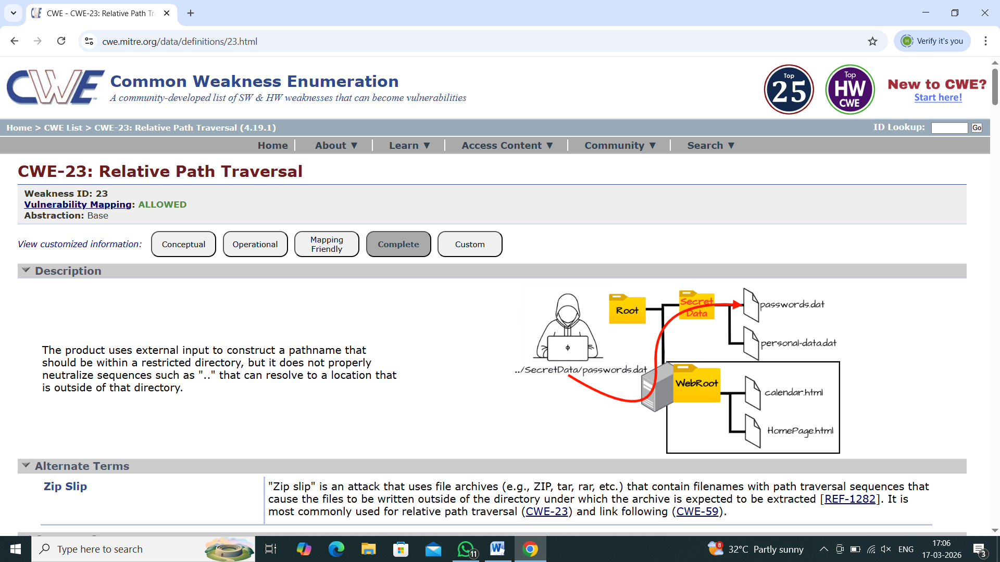 CWE - CWE-23: Relative Path Tr
cwe.mitre.org/data/definitions/23.html
H
Verify it's you
CWE
Common Weakness Enumeration
A community-developed list of SW & HW weaknesses that can become vulnerabilities
Top
25
Top
HW
CWE
New to CWE?
Start here!
Home > CWE List > CWE-23: Relative Path Traversal (4.19.1)
ID Lookup:
Go
Home
About ▼
Learn ▼
Access Content ▼
Community ▼
Search ▼
CWE-23: Relative Path Traversal
Weakness ID: 23
Vulnerability Mapping: ALLOWED
Abstraction: Base
View customized information:
Conceptual
Operational
Mapping
Friendly
Complete
Custom
Description
The product uses external input to construct a pathname that
should be within a restricted directory, but it does not properly
neutralize sequences such as ".." that can resolve to a location that
is outside of that directory.
Root
Secret
Data
passwords.dat
personal-data.dat
../SecretData/passwords.dat
WebRoot
calendar.html
HomePage.html
Alternate Terms
Zip Slip
"Zip slip" is an attack that uses file archives (e.g., ZIP, tar, rar, etc.) that contain filenames with path traversal sequences that
cause the files to be written outside of the directory under which the archive is expected to be extracted [REF-1282]. It is
most commonly used for relative path traversal (CWE-23) and link following (CWE-59).
Type here to search
11
8
32°C Partly sunny
ENG
17:06
17-03-2026
3